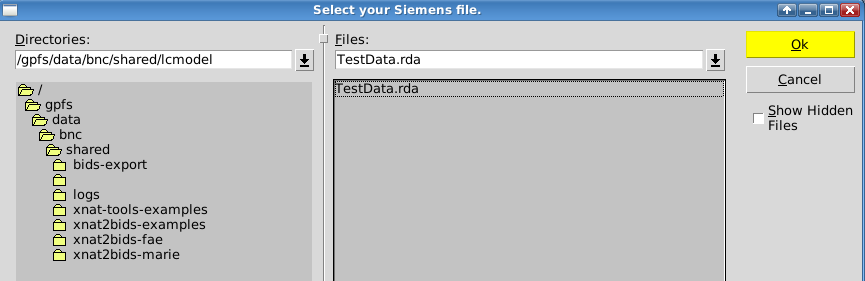 Select your Siemens file.
Directories:
/gpfs/data/bnc/shared/lcmodel
/
gpfs
data
bnc
shared
bids-export
logs
xnat-tools-examples
xnat2bids-examples
xnat2bids-fae
xnat2bids-marie
Files:
TestData.rda
TestData.rda
Ok
Cancel
Show Hidden
Files